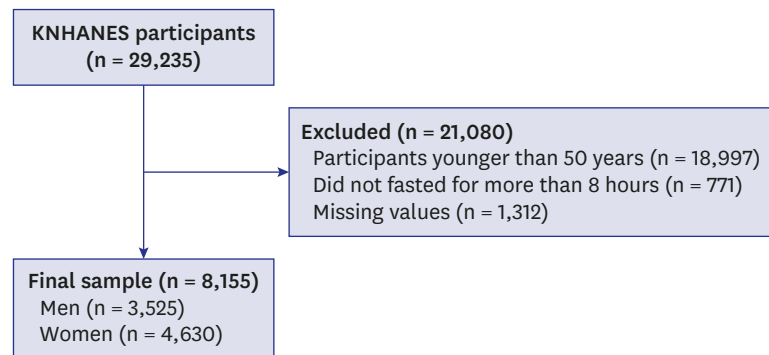 KNHANES participants
(n = 29,235)
Excluded (n = 21,080)
Participants younger than 50 years (n = 18,997)
Did not fasted for more than 8 hours (n = 771)
Missing values (n = 1,312)
Final sample (n = 8,155)
Men (n = 3,525)
Women (n = 4,630)